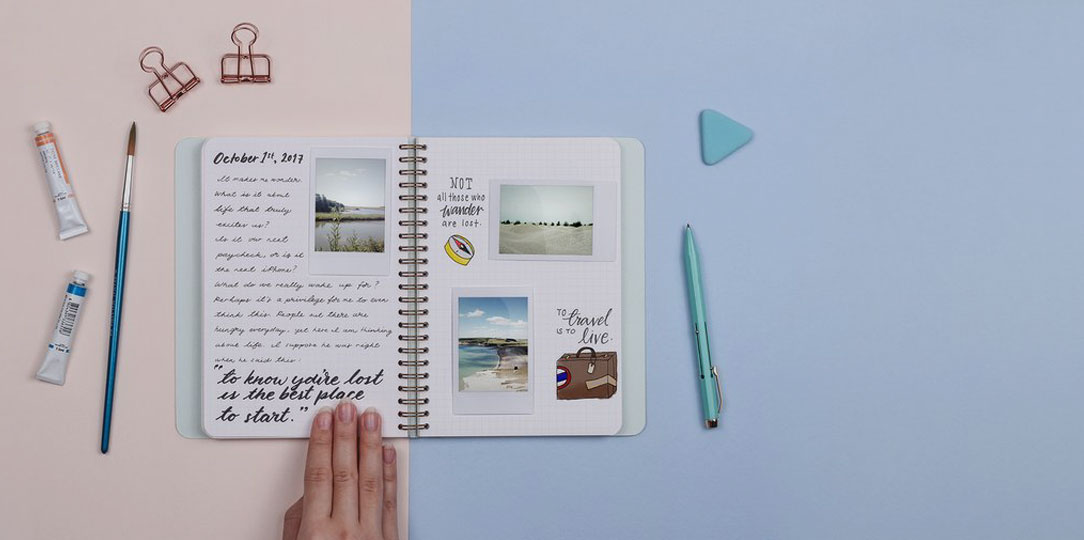 October 1st, 2017
It makes me wonder.
What is it about
life that truly
excites us?
Is it our next
paycheck, or is it
the next iPhone?
What do we really wake up for?
Perhaps it's a privilege for me to even
think this. People out there are
hungry everyday, yet here I am thinking
about life. I suppose he was right
when he said this:
"to know you're lost
is the best place
to start."
NOT
all those who
wander
are lost.
TO travel
IS TO live.